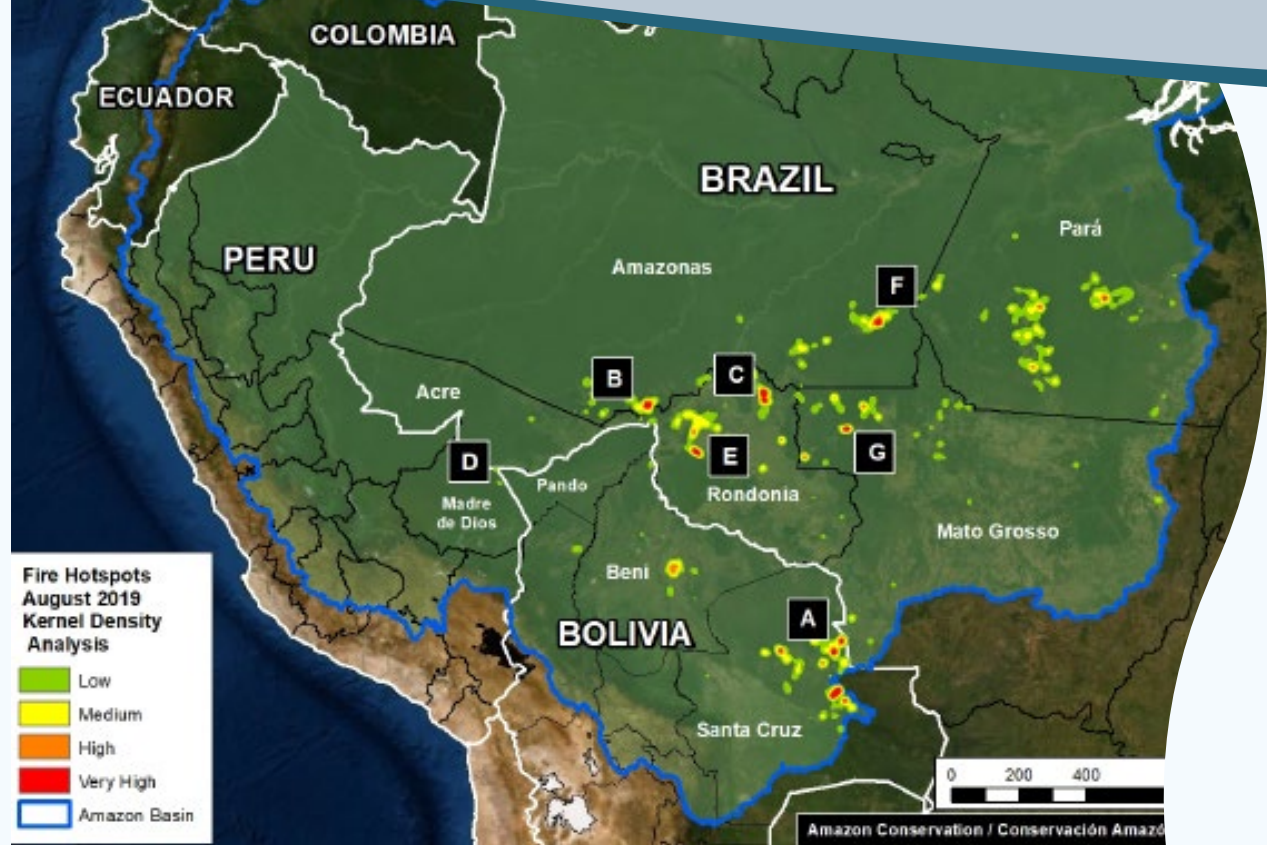 COLOMBIA
ECUADOR
BRAZIL
Pará
PERU
Amazonas
F
B
C
Acre
D
E
G
Pando
Rondonia
Madre
de Dios
Mato Grosso
Beni
A
BOLIVIA
Santa Cruz
Fire Hotspots
August 2019
Kernel Density
Analysis
Low
Medium
High
Very High
Amazon Basin
0 200 400
Amazon Conservation / Conservación Amazó